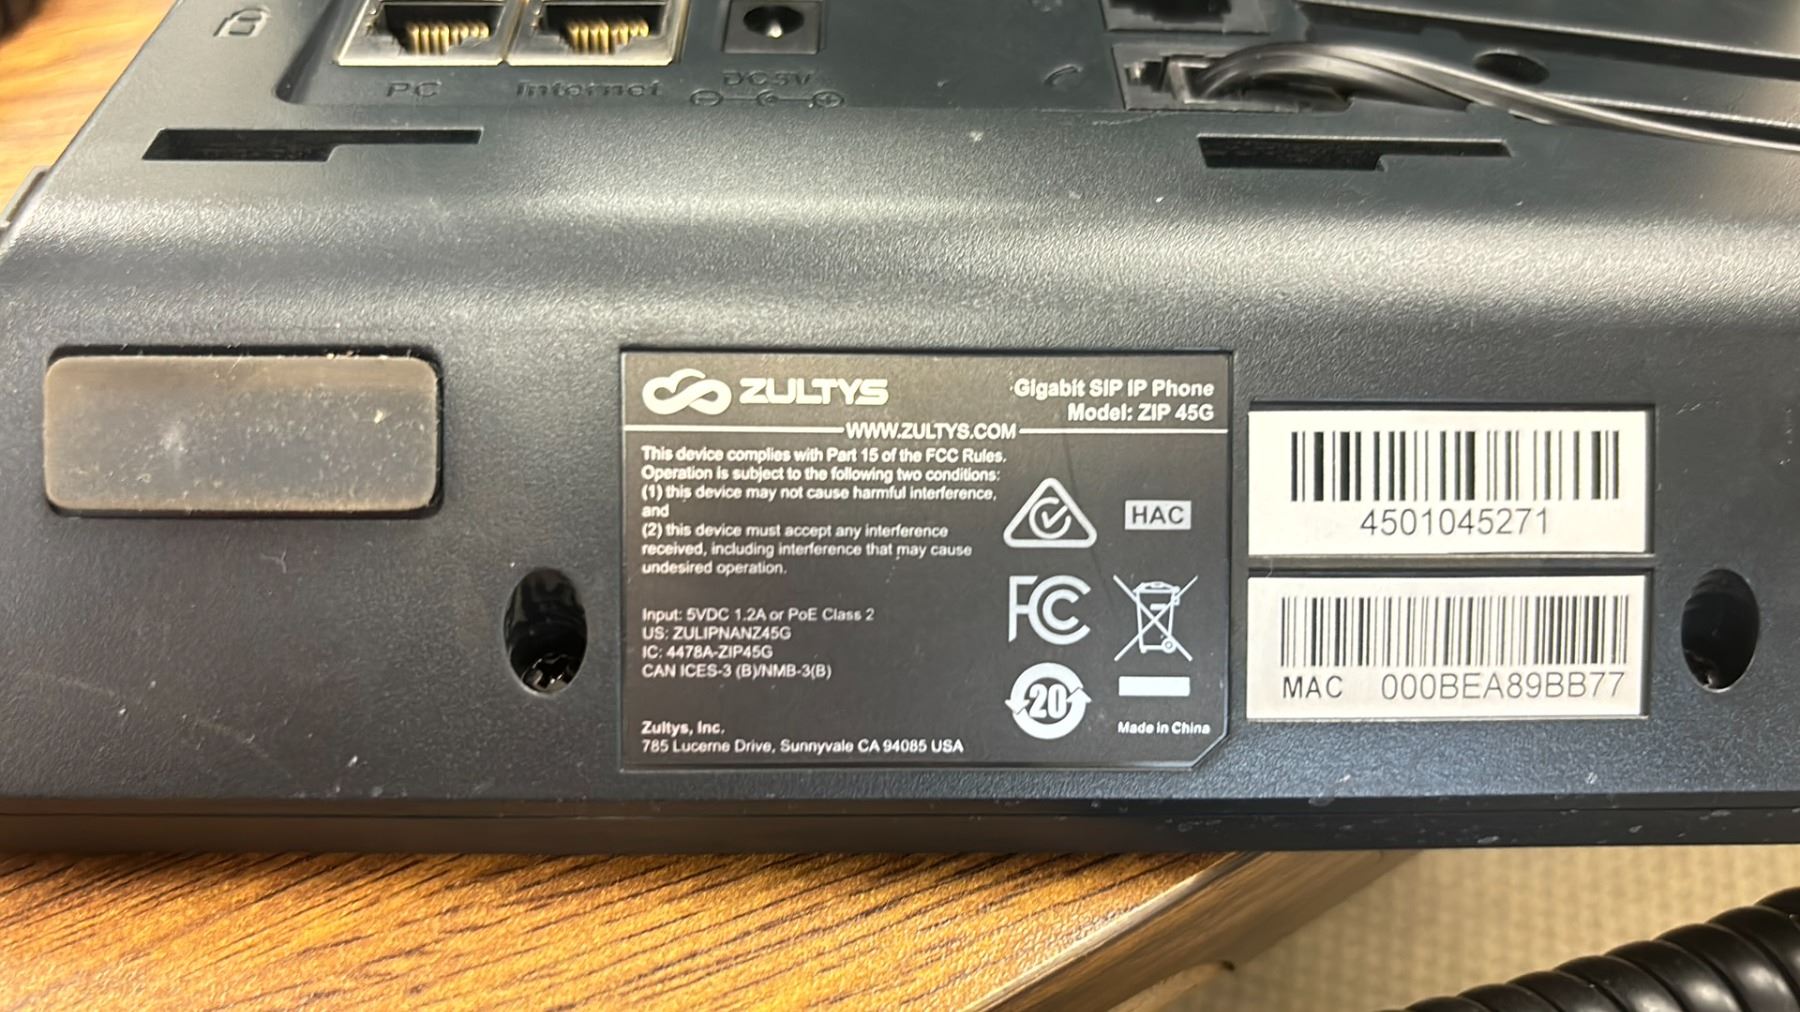 PC Internet DC5V
ZULTYS
Gigabit SIP IP Phone
Model: ZIP 45G
WWW.ZULTYS.COM
This device complies with Part 15 of the FCC Rules.
Operation is subject to the following two conditions:
(1) this device may not cause harmful interference,
and
(2) this device must accept any interference
received, including interference that may cause
undesired operation.
Input: 5VDC 1.2A or PoE Class 2
US: ZULIPNANZ45G
IC: 4478A-ZIP45G
CAN ICES-3 (B)/NMB-3(B)
Zultys, Inc.
785 Lucerne Drive, Sunnyvale CA 94085 USA
HAC
FC
20
Made in China
4501045271
MAC 000BEA89BB77